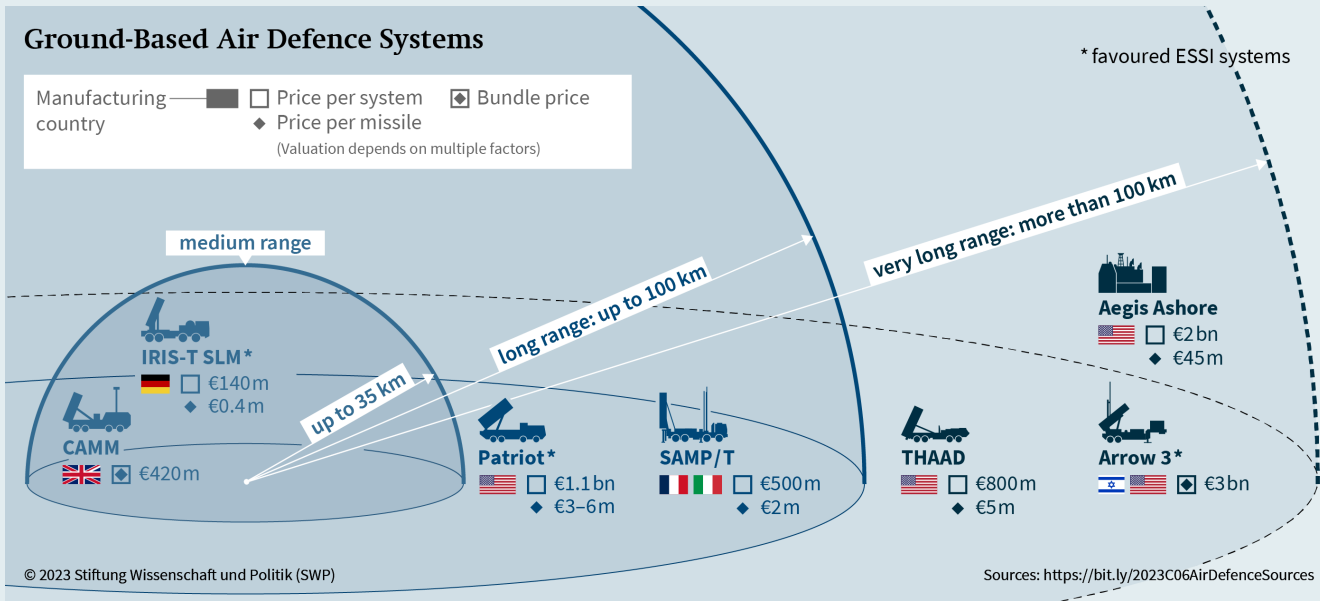 Ground-Based Air Defence Systems
* favoured ESSI systems
Manufacturing
country
Price per system
Bundle price
Price per missile
(Valuation depends on multiple factors)
medium range
up to 35 km
long range: up to 100 km
very long range: more than 100 km
IRIS-T SLM*
€140m
€0.4m
CAMM
€420m
Patriot*
€1.1bn
€3–6m
SAMP/T
€500m
€2m
THAAD
€800m
€5m
Aegis Ashore
€2bn
€45m
Arrow 3*
€3bn
© 2023 Stiftung Wissenschaft und Politik (SWP)
Sources: https://bit.ly/2023C06AirDefenceSources